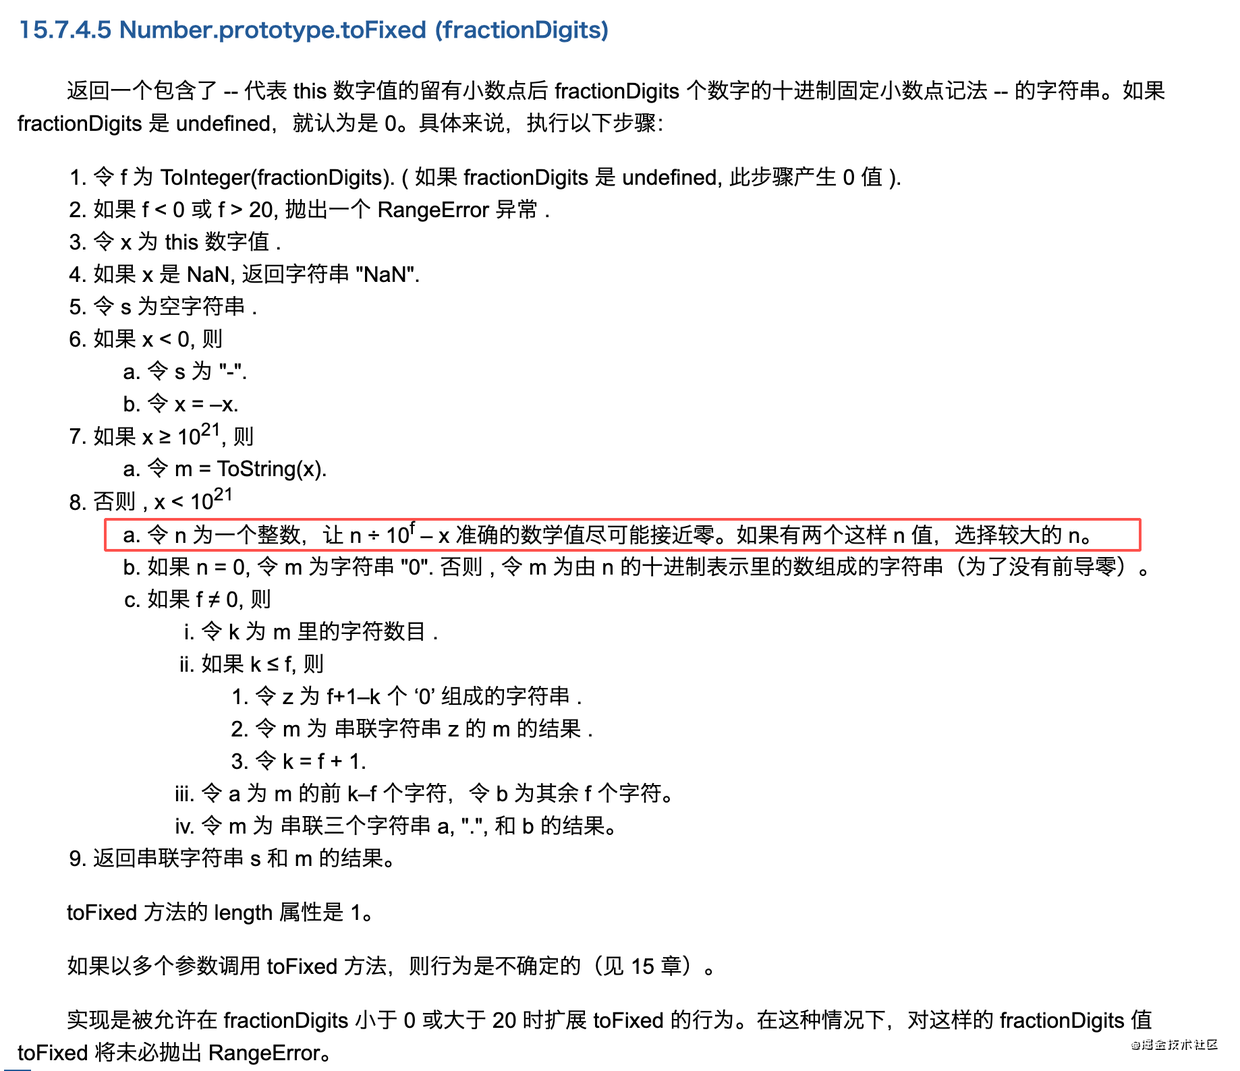 15.7.4.5 Number.prototype.toFixed (fractionDigits)
返回一个包含了 -- 代表 this 数字值的留有小数点后 fractionDigits 个数字的十进制固定小数点记法 -- 的字符串。如果
fractionDigits 是 undefined，就认为是 0。具体来说，执行以下步骤：
1. 令 f 为 ToInteger(fractionDigits). ( 如果 fractionDigits 是 undefined, 此步骤产生 0 值 ).
2. 如果 f < 0 或 f > 20, 抛出一个 RangeError 异常 .
3. 令 x 为 this 数字值 .
4. 如果 x 是 NaN, 返回字符串 "NaN".
5. 令 s 为空字符串 .
6. 如果 x < 0, 则
a. 令 s 为 "-".
b. 令 x = –x.
7. 如果 x ≥ 10²¹, 则
a. 令 m = ToString(x).
8. 否则 , x < 10²¹
a. 令 n 为一个整数，让 n ÷ 10ᶠ – x 准确的数学值尽可能接近零。如果有两个这样 n 值，选择较大的 n。
b. 如果 n = 0, 令 m 为字符串 "0". 否则 , 令 m 为由 n 的十进制表示里的数组成的字符串（为了没有前导零）。
c. 如果 f ≠ 0, 则
i. 令 k 为 m 里的字符数目 .
ii. 如果 k ≤ f, 则
1. 令 z 为 f+1–k 个 ‘0’ 组成的字符串 .
2. 令 m 为 串联字符串 z 的 m 的结果 .
3. 令 k = f + 1.
iii. 令 a 为 m 的前 k–f 个字符，令 b 为其余 f 个字符。
iv. 令 m 为 串联三个字符串 a, ".", 和 b 的结果。
9. 返回串联字符串 s 和 m 的结果。
toFixed 方法的 length 属性是 1。
如果以多个参数调用 toFixed 方法，则行为是不确定的（见 15 章）。
实现是被允许在 fractionDigits 小于 0 或大于 20 时扩展 toFixed 的行为。在这种情况下，对这样的 fractionDigits 值
toFixed 将未必抛出 RangeError。
@掘金技术社区